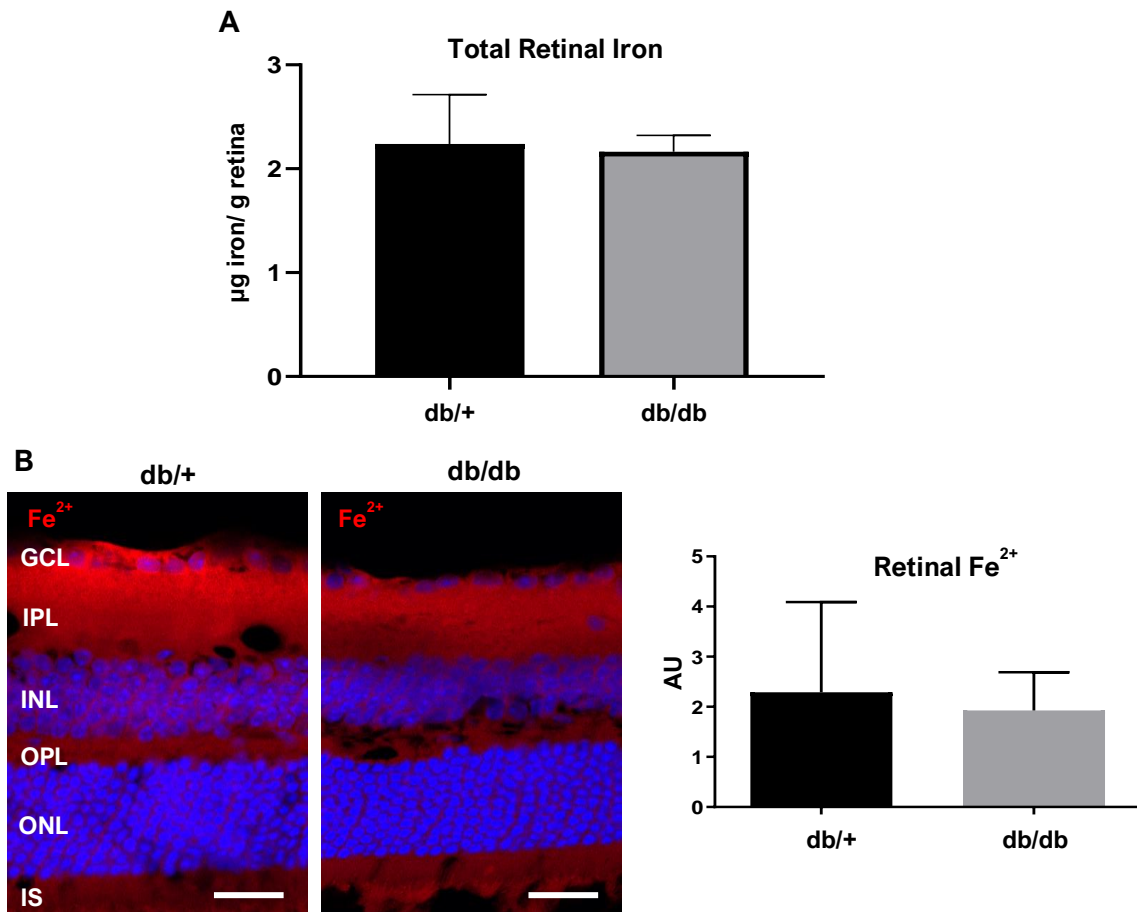 A
Total Retinal Iron
µg iron/ g retina
3
2
1
0
db/+
db/db
B
db/+
db/db
Fe²⁺
Fe²⁺
GCL
IPL
INL
OPL
ONL
IS
Retinal Fe²⁺
AU
5
4
3
2
1
0
db/+
db/db